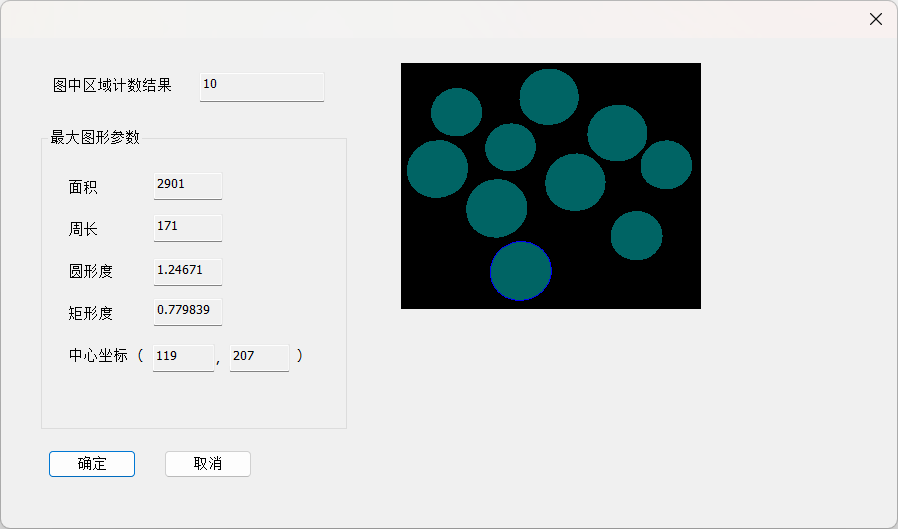 图中区域计数结果 10
最大图形参数
面积 2901
周长 171
圆形度 1.24671
矩形度 0.779839
中心坐标（ 119 , 207 ）
确定 取消